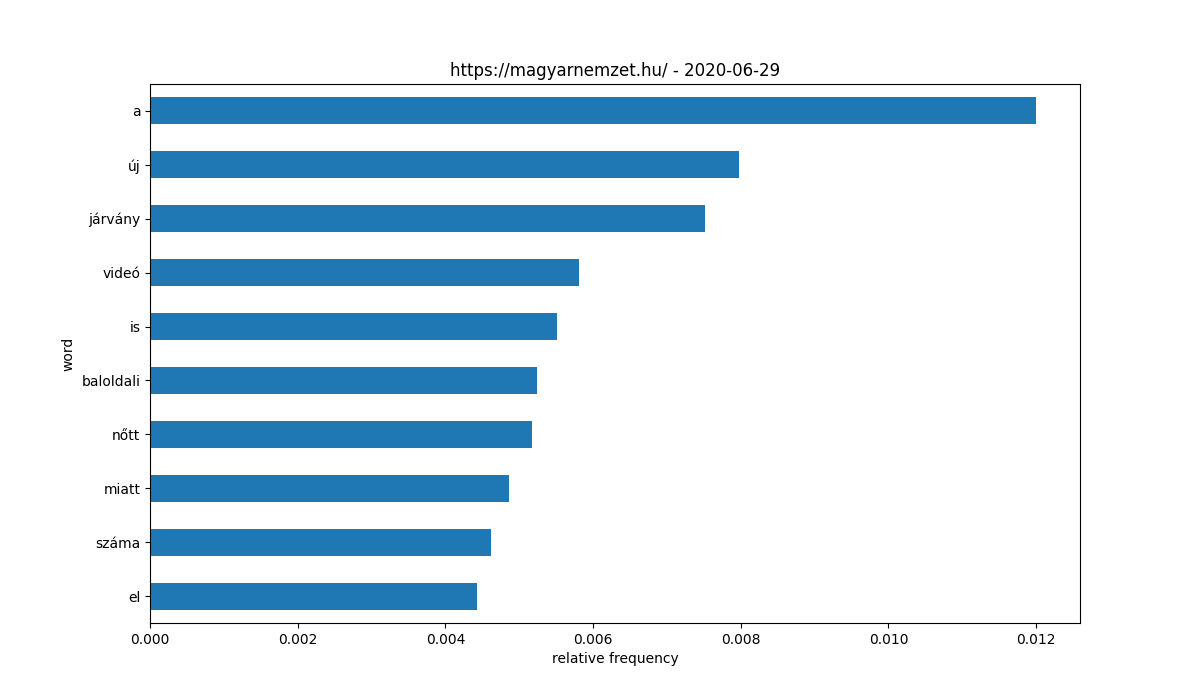 https://magyarnemzet.hu/ - 2020-06-29
a
új
járvány
videó
is
baloldali
nőtt
miatt
száma
el
word
0.000 0.002 0.004 0.006 0.008 0.010 0.012
relative frequency